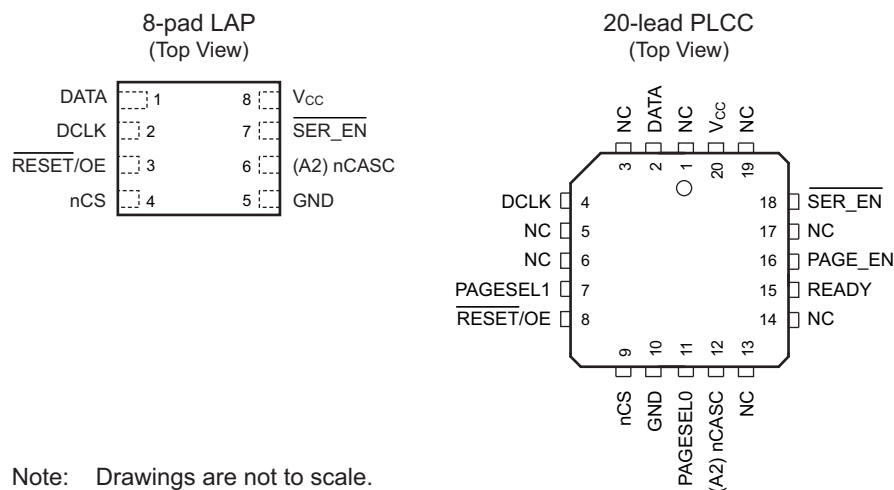 8-pad LAP
(Top View)
DATA 1 8 VCC
DCLK 2 7 SER_EN
RESET/OE 3 6 (A2) nCASC
nCS 4 5 GND
20-lead PLCC
(Top View)
NC DATA NC VCC NC
3 2 1 20 19
DCLK 4 18 SER_EN
NC 5 17 NC
NC 6 16 PAGE_EN
PAGESEL1 7 15 READY
RESET/OE 8 14 NC
9 10 11 12 13
nCS GND PAGESEL0 (A2) nCASC NC
Note: Drawings are not to scale.